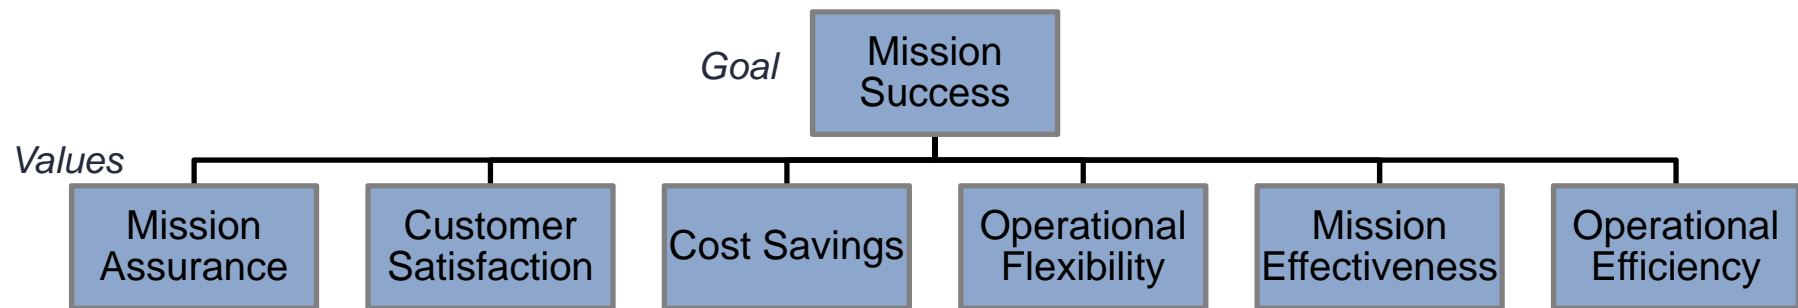 Goal
Mission
Success
Values
Mission
Assurance
Customer
Satisfaction
Cost Savings
Operational
Flexibility
Mission
Effectiveness
Operational
Efficiency